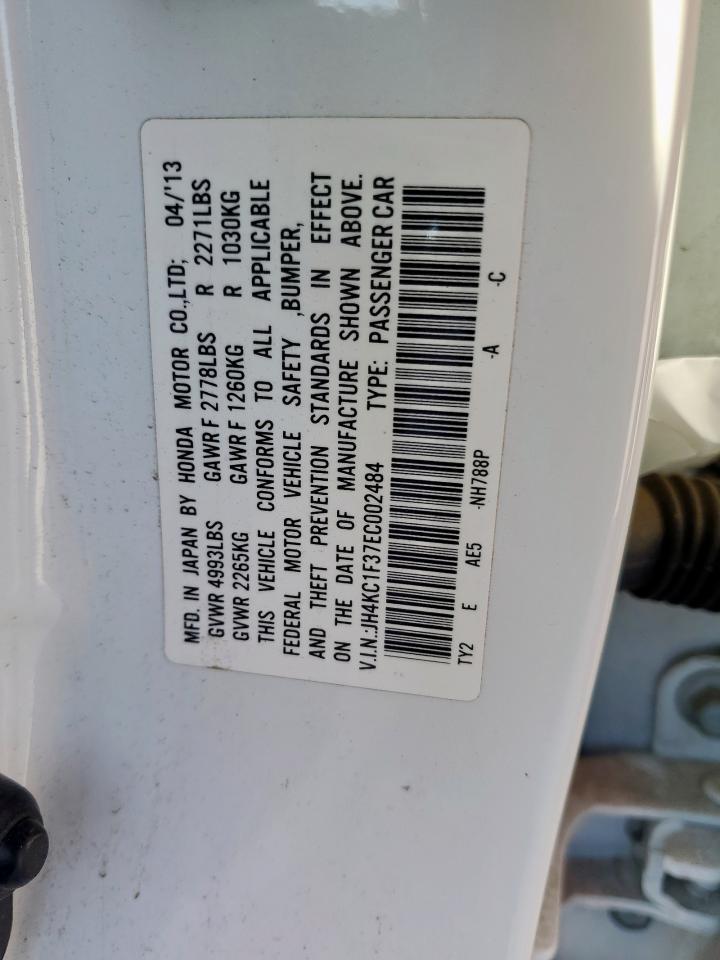 MFD. IN JAPAN BY HONDA MOTOR CO.,LTD; 04/'13
GVWR 4993LBS GAWR F 2778LBS R 2271LBS
GVWR 2265KG GAWR F 1260KG R 1030KG
THIS VEHICLE CONFORMS TO ALL APPLICABLE
FEDERAL MOTOR VEHICLE SAFETY ,BUMPER,
AND THEFT PREVENTION STANDARDS IN EFFECT
ON THE DATE OF MANUFACTURE SHOWN ABOVE.
V.I.N.:JH4KC1F37EC002484 TYPE: PASSENGER CAR
TY2 E AE5 -NH788P -A -C